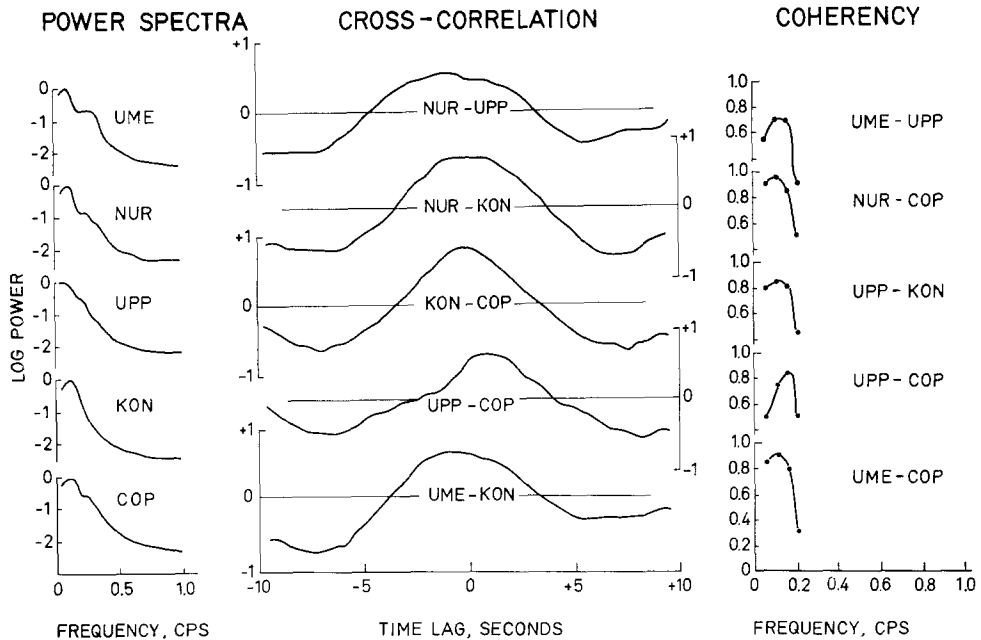 POWER SPECTRA
CROSS-CORRELATION
COHERENCY
0
-1
-2
UME
0
-1
-2
NUR
0
-1
-2
UPP
0
-1
-2
KON
0
-1
-2
COP
LOG POWER
0 0.5 1.0
FREQUENCY, CPS
+1
0
-1
NUR-UPP
+1
0
-1
NUR-KON
+1
0
-1
KON-COP
+1
0
-1
UPP-COP
+1
0
-1
UME-KON
-10 -5 0 +5 +10
TIME LAG, SECONDS
1.0
0.8
0.6
UME-UPP
1.0
0.8
0.6
NUR-COP
1.0
0.8
0.6
UPP-KON
1.0
0.8
0.6
UPP-COP
1.0
0.8
0.6
0.4
0.2
0
UME-COP
0 0.2 0.4 0.6 0.8 1.0
FREQUENCY, CPS